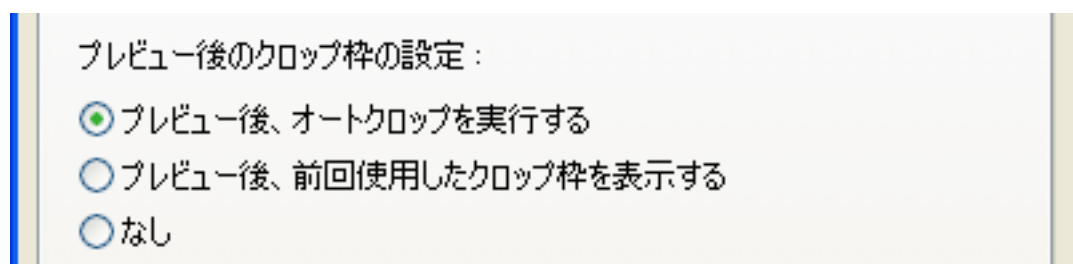 プレビュー後のクロップ枠の設定：
プレビュー後、オートクロップを実行する
プレビュー後、前回使用したクロップ枠を表示する
なし